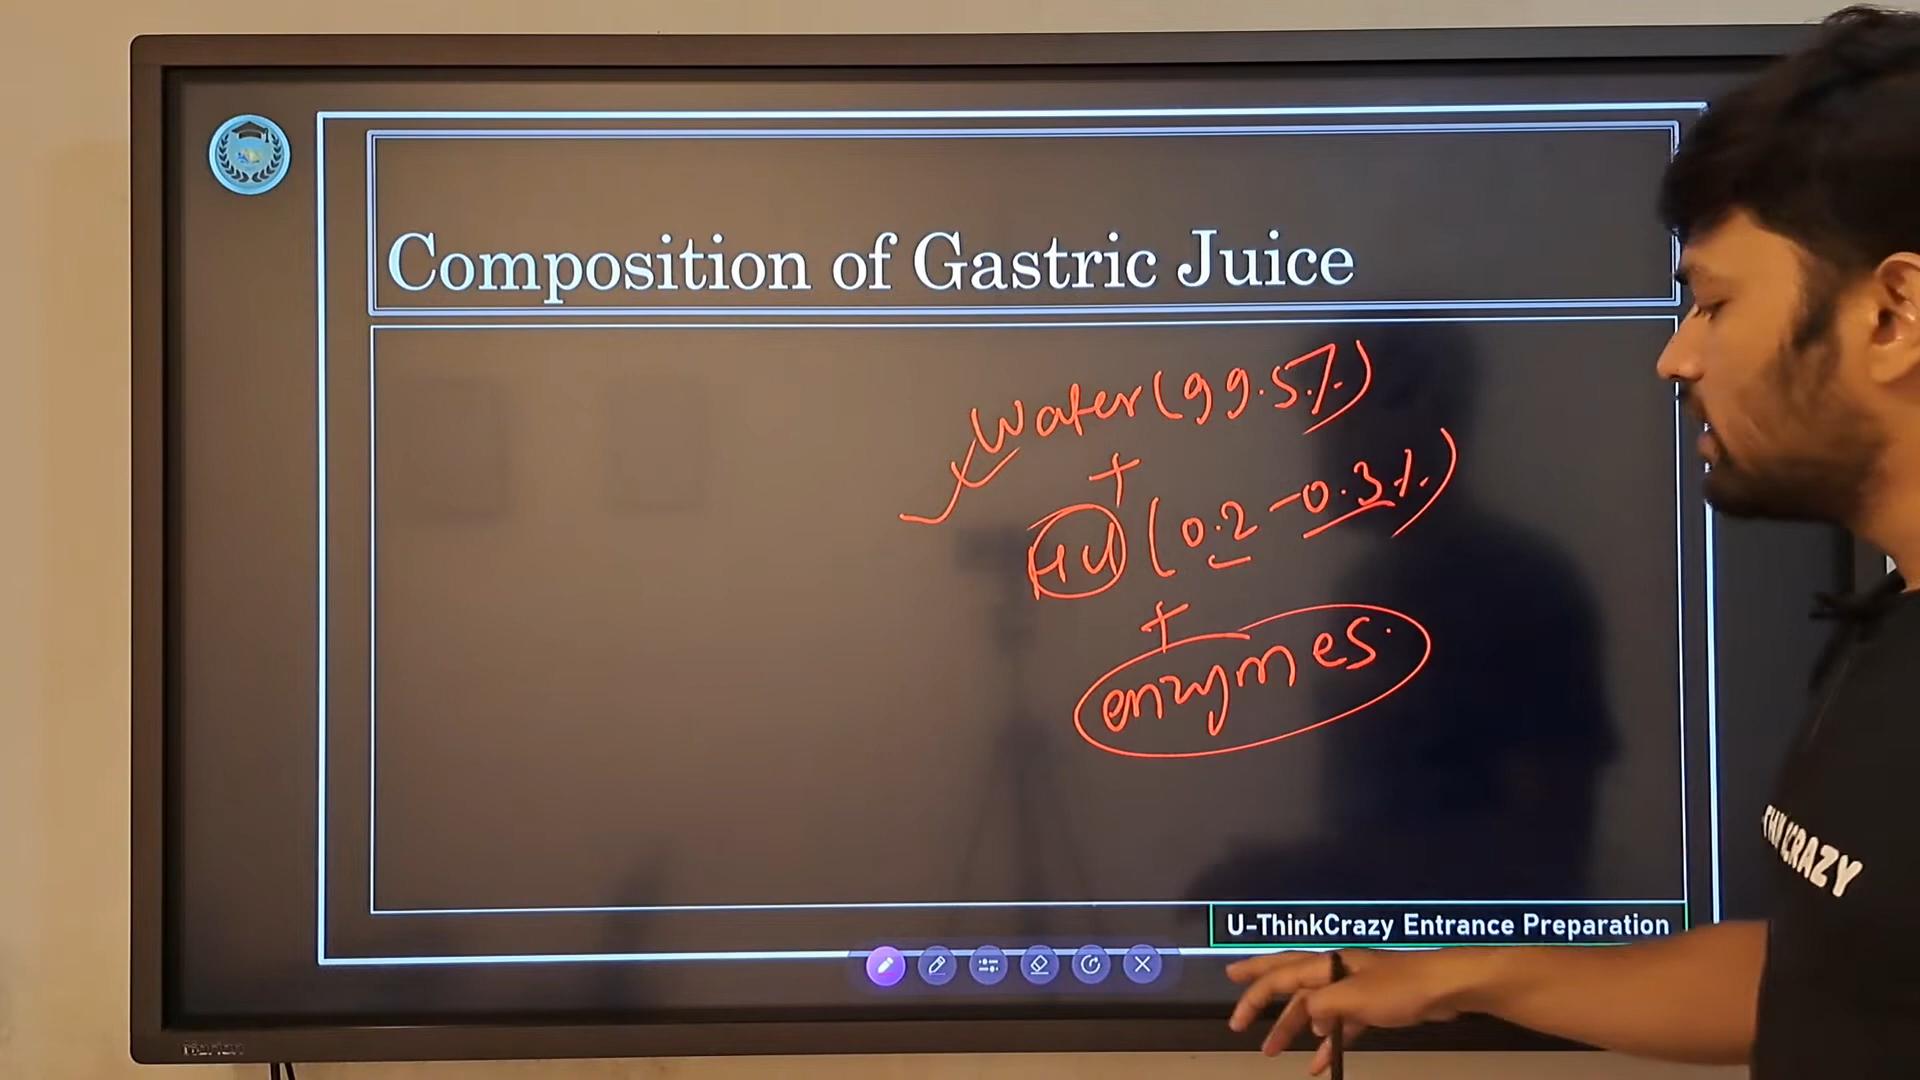 Composition of Gastric Juice
Water (99.5%)
+
HCl (0.2-0.3%)
+
enzymes.
U-ThinkCrazy Entrance Preparation
CRAZY